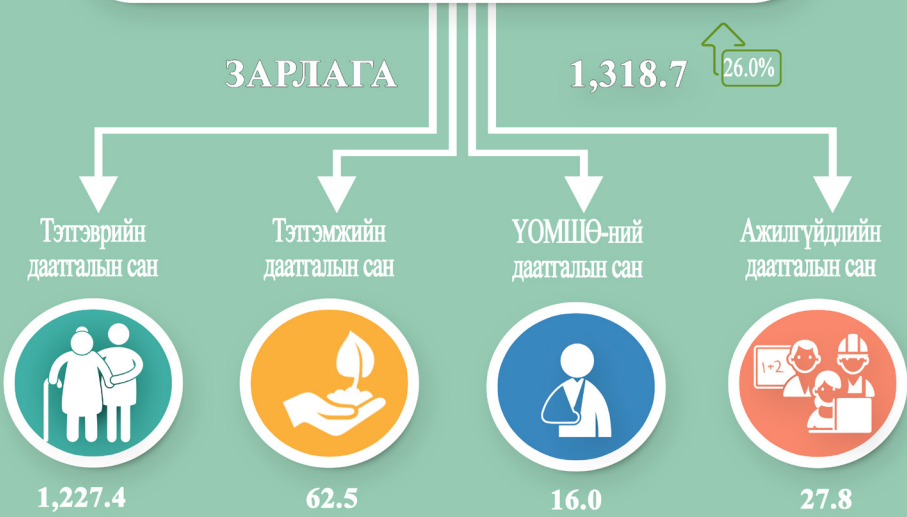 ЗАРЛАГА 1,318.7 26.0%
Тэтгэврийн
даатгалын сан
Тэтгэмжийн
даатгалын сан
ҮОМШӨ-ний
даатгалын сан
Ажилгүйдлийн
даатгалын сан
1+2
1,227.4
62.5
16.0
27.8